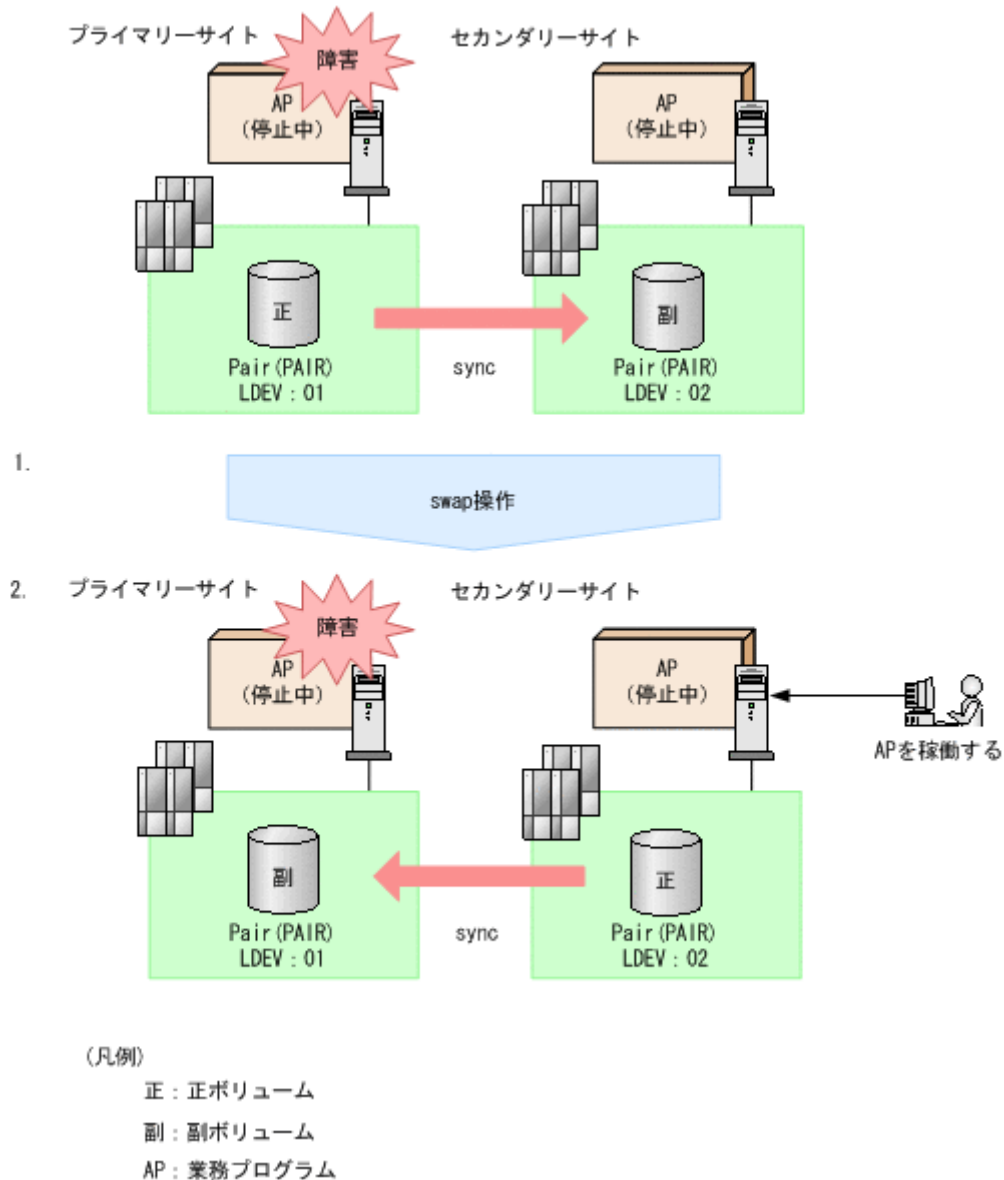 プライマリーサイト
セカンダリーサイト
障害
AP
(停止中)
AP
(停止中)
正
副
Pair(PAIR)
LDEV:01
sync
Pair(PAIR)
LDEV:02
1.
swap操作
2.
プライマリーサイト
セカンダリーサイト
障害
AP
(停止中)
AP
(停止中)
APを稼働する
副
正
Pair(PAIR)
LDEV:01
sync
Pair(PAIR)
LDEV:02
(凡例)
正:正ボリューム
副:副ボリューム
AP:業務プログラム